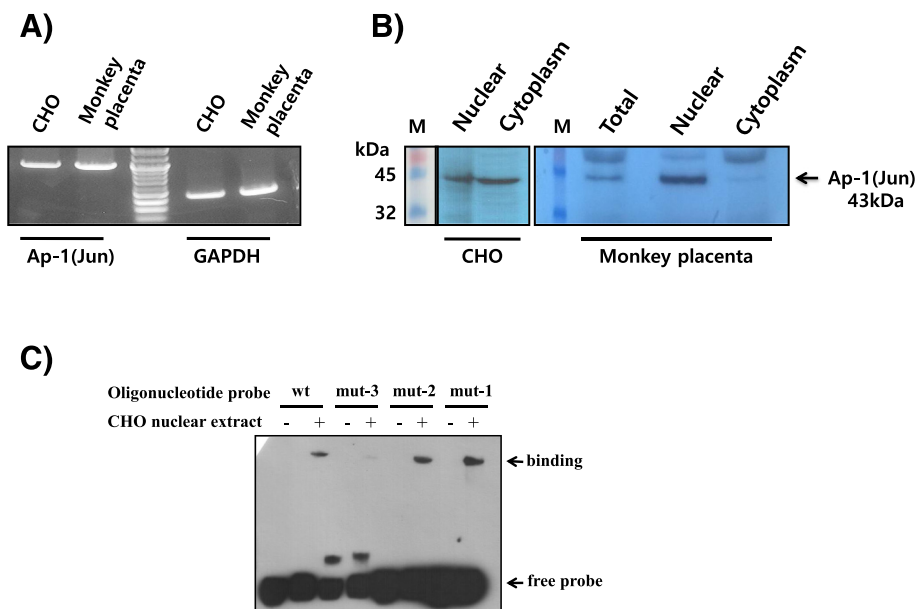 A)
CHO
Monkey placenta
CHO
Monkey placenta
Ap-1(Jun)
GAPDH
B)
M
Nuclear
Cytoplasm
M
Total
Nuclear
Cytoplasm
kDa
45
32
Ap-1(Jun)
43kDa
CHO
Monkey placenta
C)
Oligonucleotide probe wt mut-3 mut-2 mut-1
CHO nuclear extract - + - + - + - +
binding
free probe